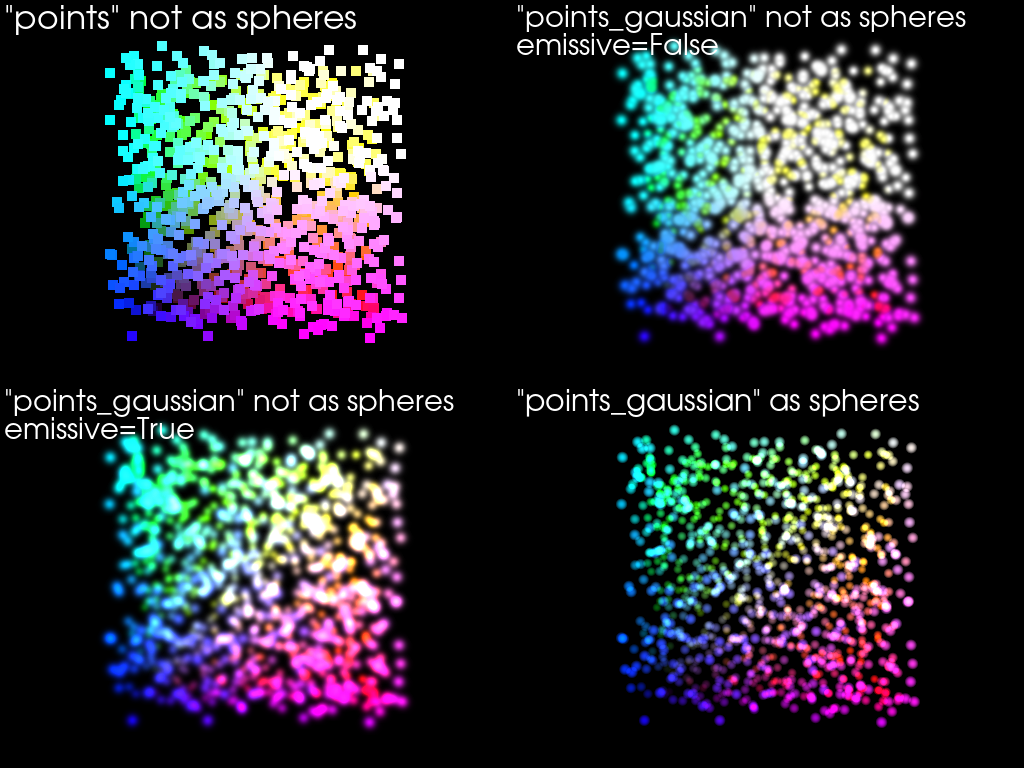 "points" not as spheres
"points_gaussian" not as spheres
emissive=False
"points_gaussian" not as spheres
emissive=True
"points_gaussian" as spheres